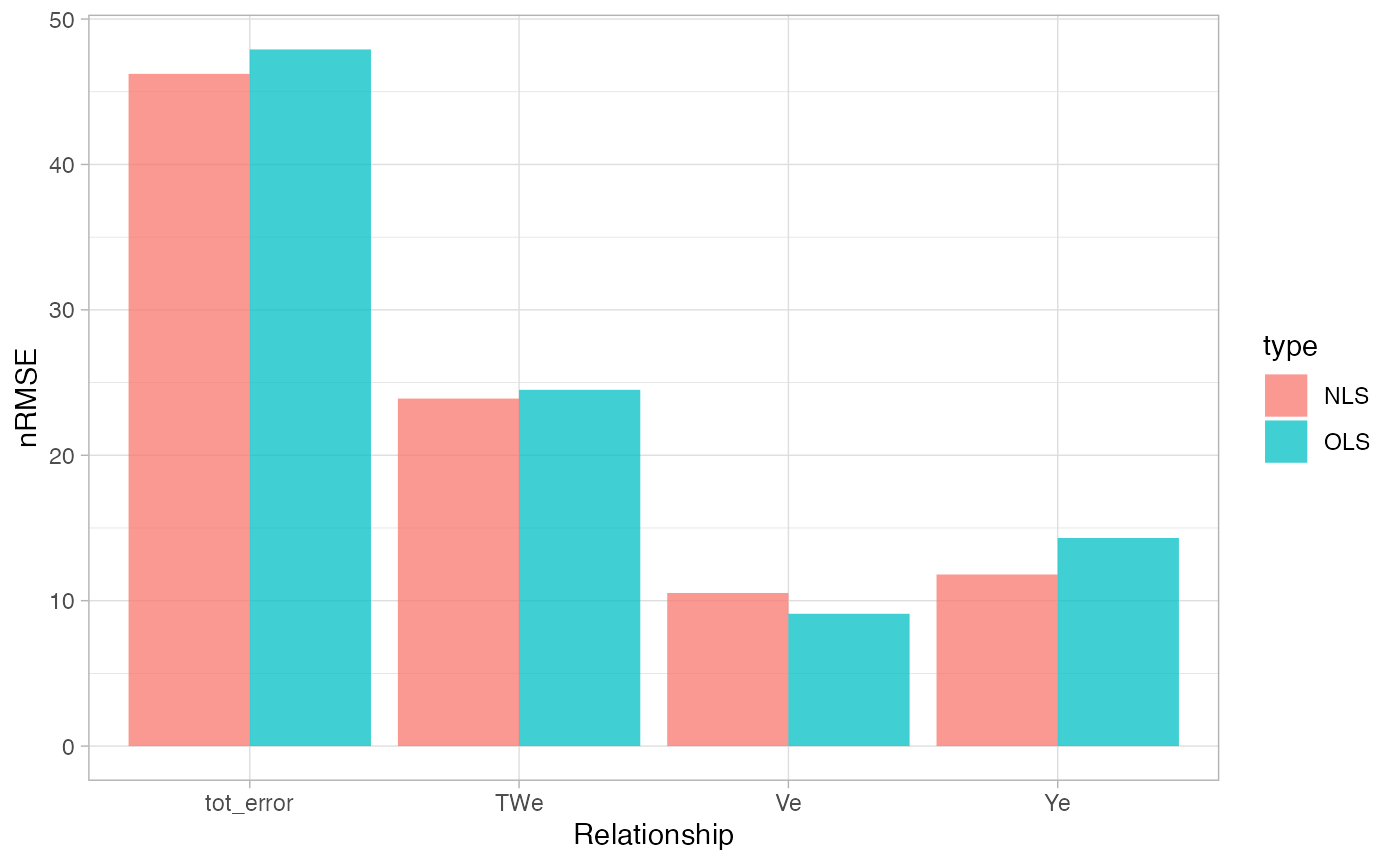 50
40
30
20
10
0
nRMSE
tot_error TWe Ve Ye
Relationship
type
NLS
OLS